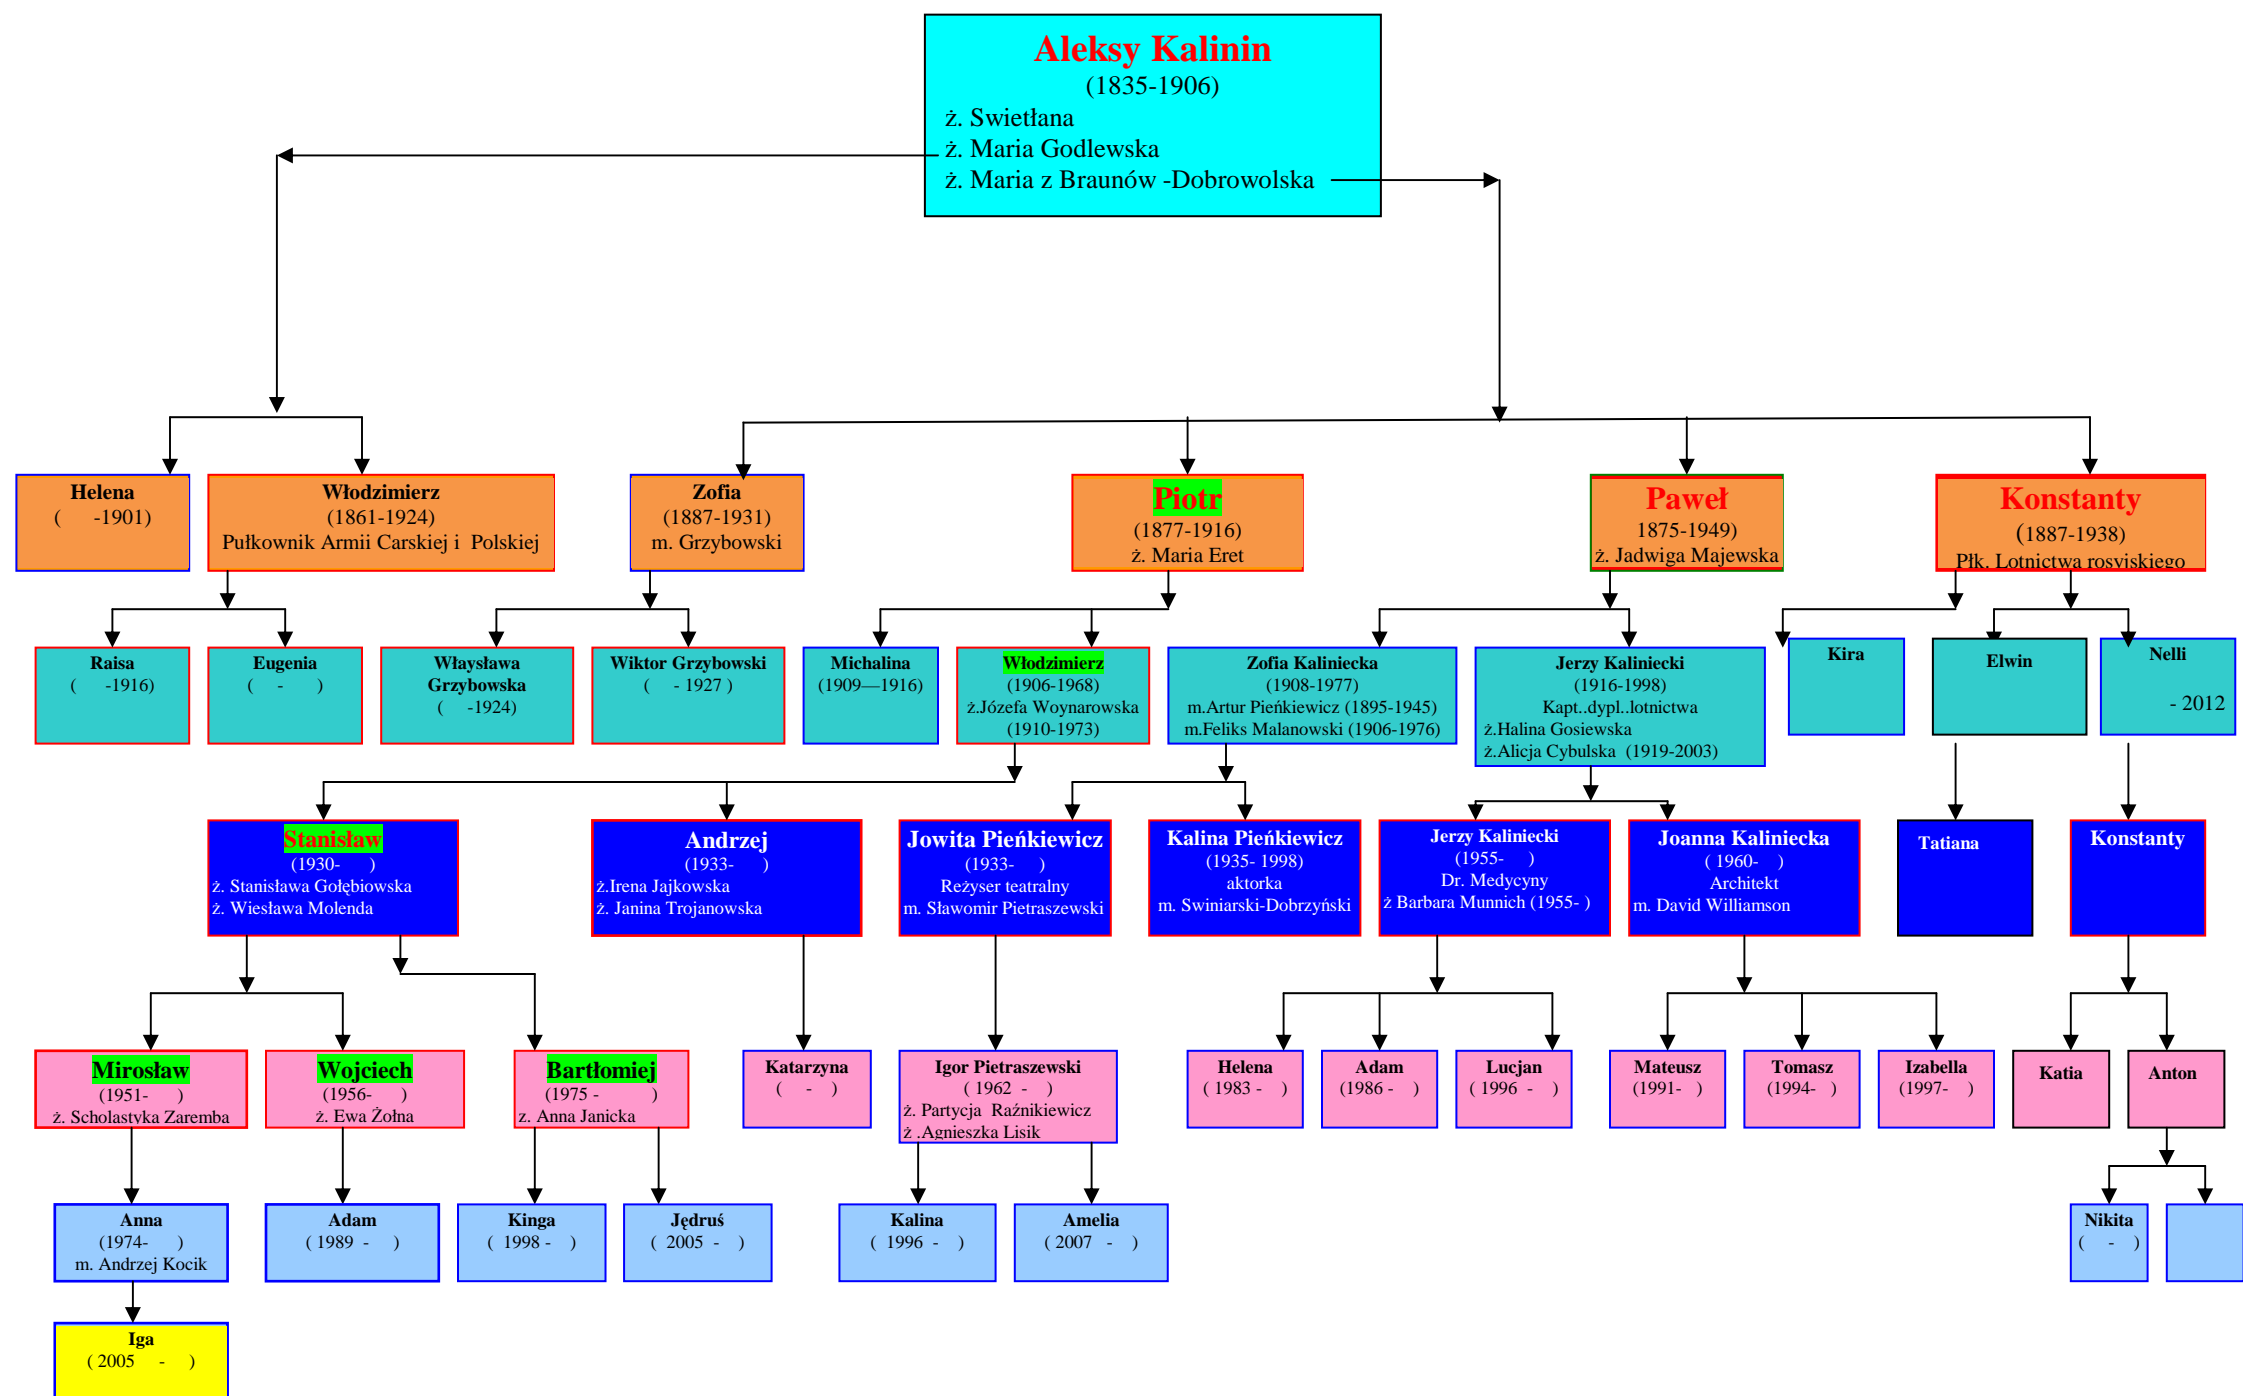 Aleksy Kalinin
(1835-1906)
ż. Swietłana
ż. Maria Godlewska
ż. Maria z Braunów -Dobrowolska
Helena
( -1901)
Włodzimierz
(1861-1924)
Pułkownik Armii Carskiej i Polskiej
Zofia
(1887-1931)
m. Grzybowski
Piotr
(1877-1916)
ż. Maria Eret
Paweł
1875-1949)
ż. Jadwiga Majewska
Konstanty
(1887-1938)
Płk. Lotnictwa rosyjskiego
Raisa
( -1916)
Eugenia
( - )
Właysława
Grzybowska
( -1924)
Wiktor Grzybowski
( - 1927 )
Michalina
(1909—1916)
Włodzimierz
(1906-1968)
ż.Józefa Woynarowska
(1910-1973)
Zofia Kaliniecka
(1908-1977)
m.Artur Pieńkiewicz (1895-1945)
m.Feliks Malanowski (1906-1976)
Jerzy Kaliniecki
(1916-1998)
Kapt..dypl..lotnictwa
ż.Halina Gosiewska
ż.Alicja Cybulska (1919-2003)
Kira
Elwin
Nelli
- 2012
Stanisław
(1930- )
ż. Stanisława Gołębiowska
ż. Wiesława Molenda
Andrzej
(1933- )
ż.Irena Jajkowska
ż. Janina Trojanowska
Jowita Pieńkiewicz
(1933- )
Reżyser teatralny
m. Sławomir Pietraszewski
Kalina Pieńkiewicz
(1935- 1998)
aktorka
m. Swiniarski-Dobrzyński
Jerzy Kaliniecki
(1955- )
Dr. Medycyny
ż Barbara Munnich (1955- )
Joanna Kaliniecka
( 1960- )
Architekt
m. David Williamson
Tatiana
Konstanty
Mirosław
(1951- )
ż. Scholastyka Zaremba
Wojciech
(1956- )
ż. Ewa Żołna
Bartłomiej
(1975 - )
z. Anna Janicka
Katarzyna
( - )
Igor Pietraszewski
( 1962 - )
ż. Partycja Raźnikiewicz
ż .Agnieszka Lisik
Helena
( 1983 - )
Adam
(1986 - )
Lucjan
( 1996 - )
Mateusz
(1991- )
Tomasz
(1994- )
Izabella
(1997- )
Katia
Anton
Anna
(1974- )
m. Andrzej Kocik
Adam
( 1989 - )
Kinga
( 1998 - )
Jędruś
( 2005 - )
Kalina
( 1996 - )
Amelia
( 2007 - )
Nikita
( - )
Iga
( 2005 - )